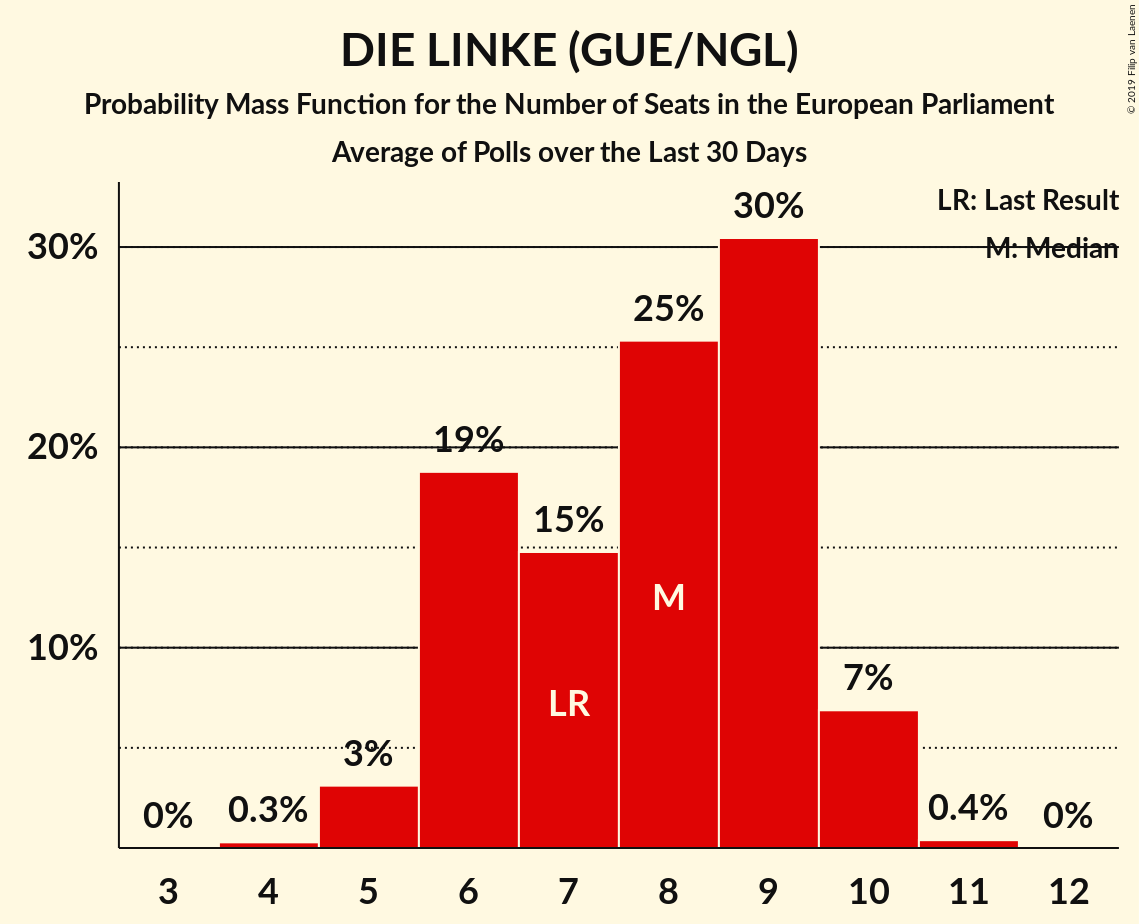 DIE LINKE (GUE/NGL)
Probability Mass Function for the Number of Seats in the European Parliament
Average of Polls over the Last 30 Days
© 2019 Filip van Laenen
LR: Last Result
M: Median
30%
20%
10%
0%
0.3%
3%
19%
15%
25%
30%
7%
0.4%
0%
LR
M
3 4 5 6 7 8 9 10 11 12